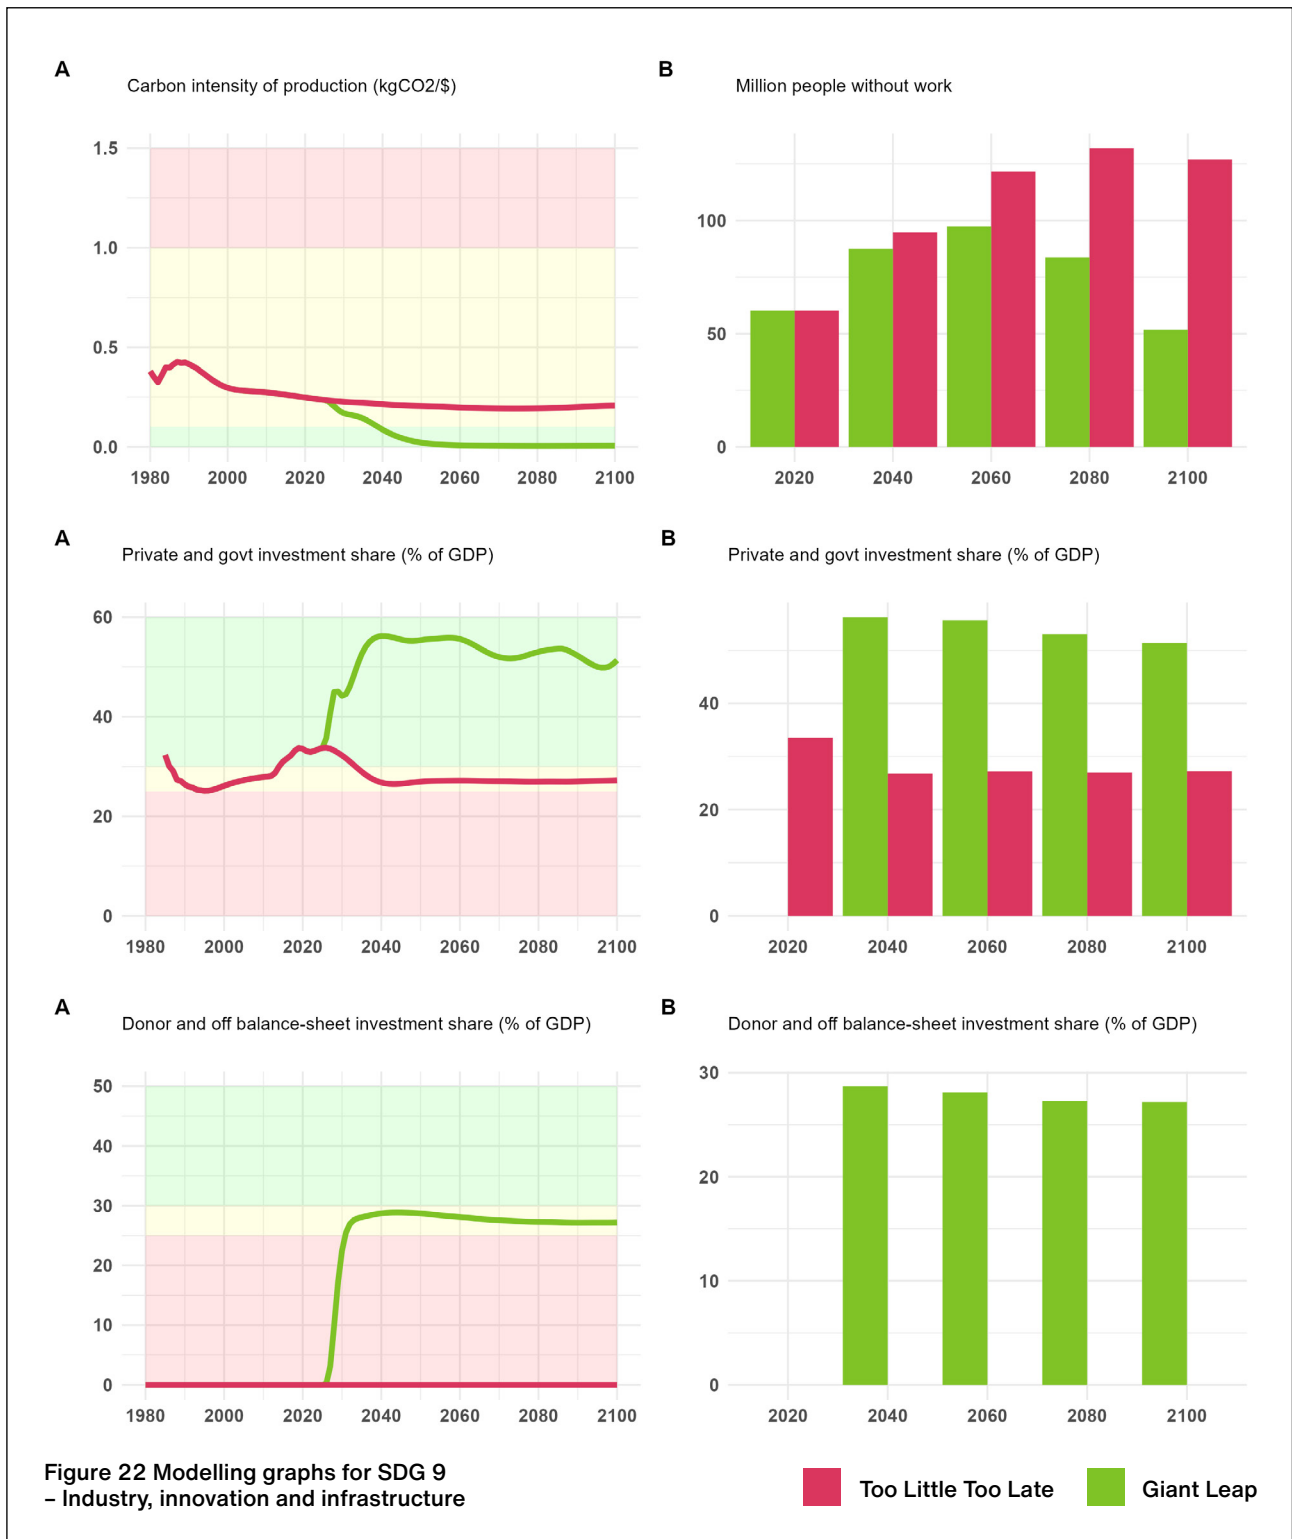 A
Carbon intensity of production (kgCO2/$)
1.5
1.0
0.5
0.0
1980 2000 2020 2040 2060 2080 2100
B
Million people without work
100
50
0
2020 2040 2060 2080 2100
A
Private and govt investment share (% of GDP)
60
40
20
0
1980 2000 2020 2040 2060 2080 2100
B
Private and govt investment share (% of GDP)
40
20
0
2020 2040 2060 2080 2100
A
Donor and off balance-sheet investment share (% of GDP)
50
40
30
20
10
0
1980 2000 2020 2040 2060 2080 2100
B
Donor and off balance-sheet investment share (% of GDP)
30
20
10
0
2020 2040 2060 2080 2100
Figure 22 Modelling graphs for SDG 9
– Industry, innovation and infrastructure
Too Little Too Late Giant Leap